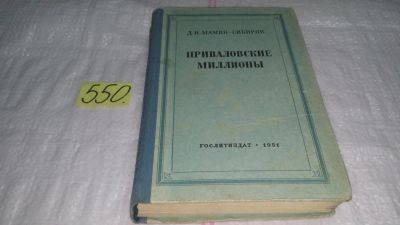 550.
Д. Н. МАМИН-СИБИРЯК
ПРИВАЛОВСКИЕ
МИЛЛИОНЫ
ГОСЛИТИЗДАТ • 1951